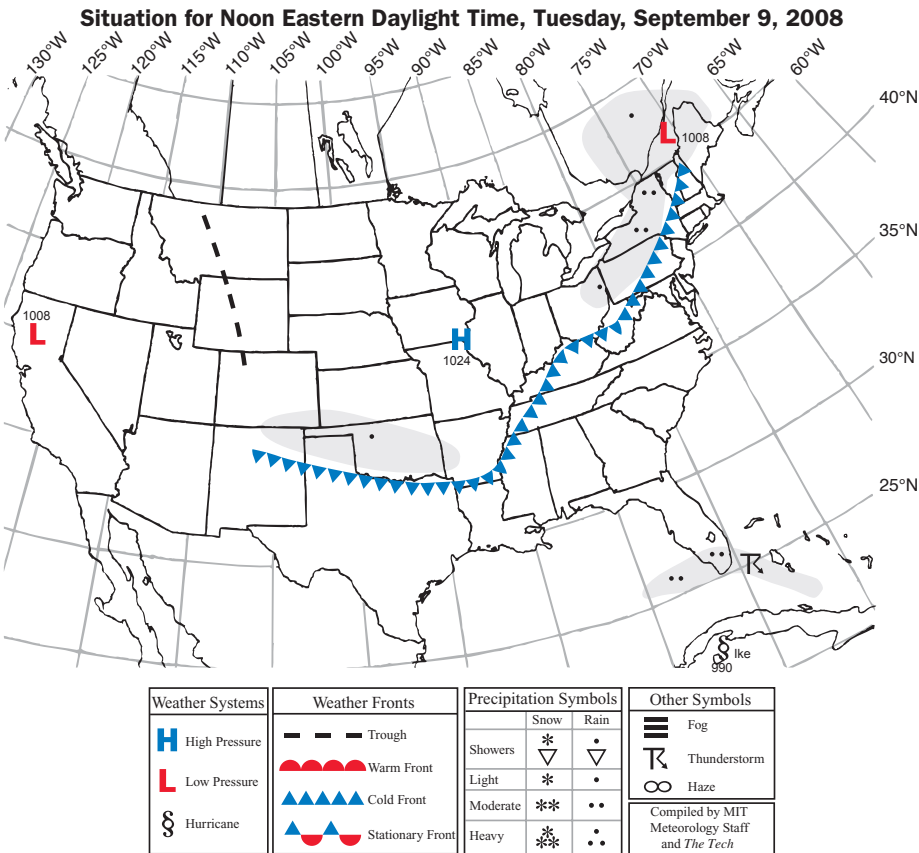 Situation for Noon Eastern Daylight Time, Tuesday, September 9, 2008
130°W
125°W
120°W
115°W
110°W
105°W
100°W
95°W
90°W
85°W
80°W
75°W
70°W
65°W
60°W
40°N
35°N
30°N
25°N
L 1008
1008
L
H
1024
Ike
990
Weather Systems
H High Pressure
L Low Pressure
Hurricane
Weather Fronts
Trough
Warm Front
Cold Front
Stationary Front
Precipitation Symbols
Snow Rain
Showers
Light
Moderate
Heavy
Other Symbols
Fog
Thunderstorm
Haze
Compiled by MIT
Meteorology Staff
and The Tech